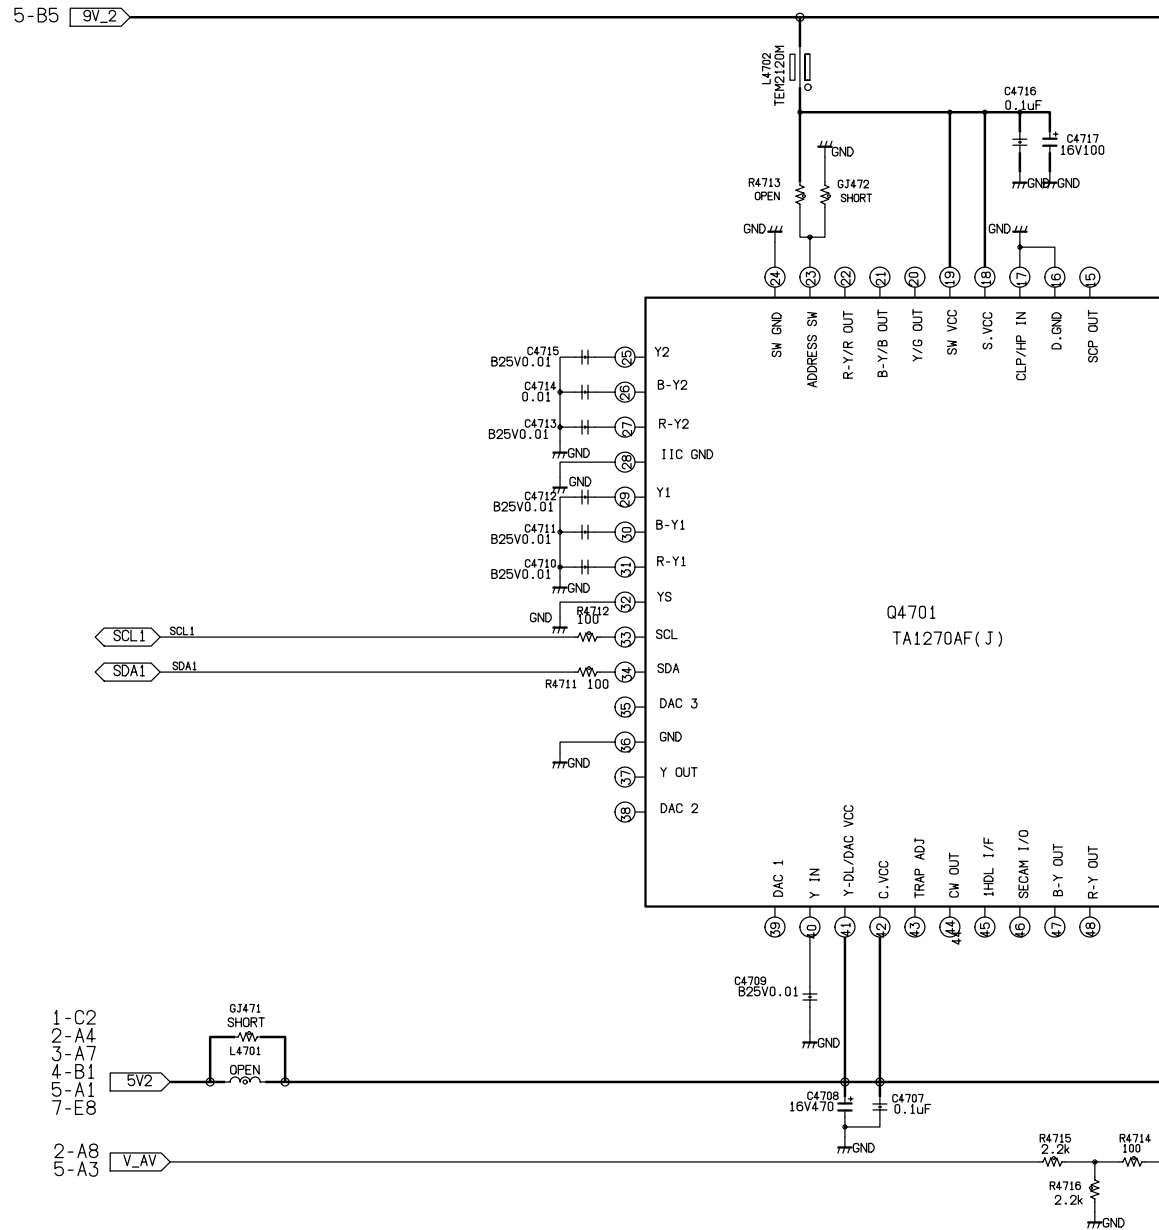 5-B5 9V_2
L4702
TEM2120M
C4716
0.1uF
C4717
16V100
GND
GND
GND
R4713
OPEN
GJ472
SHORT
GND
GND
24
23
22
21
20
19
18
17
16
15
SW GND
ADDRESS SW
R-Y/R OUT
B-Y/B OUT
Y/G OUT
SW VCC
S.VCC
CLP/HP IN
D.GND
SCP OUT
C4715
B25V0.01
25
Y2
C4714
0.01
26
B-Y2
C4713
B25V0.01
27
R-Y2
GND
28
IIC GND
GND
C4712
B25V0.01
29
Y1
C4711
B25V0.01
30
B-Y1
C4710
B25V0.01
31
R-Y1
GND
32
YS
GND
R4712
100
SCL1
SCL1
33
SCL
SDA1
SDA1
R4711 100
34
SDA
35
DAC 3
36
GND
GND
37
Y OUT
38
DAC 2
Q4701
TA1270AF(J)
DAC 1
Y IN
Y-DL/DAC VCC
C.VCC
TRAP ADJ
CW OUT
1HDL I/F
SECAM I/O
B-Y OUT
R-Y OUT
39
40
41
42
43
44
44
45
46
47
48
C4709
B25V0.01
GND
1-C2
2-A4
3-A7
4-B1
5-A1
7-E8
5V2
GJ471
SHORT
L4701
OPEN
C4708
16V470
C4707
0.1uF
GND
2-A8
5-A3
V_AV
R4715
2.2k
R4714
100
R4716
2.2k
GND